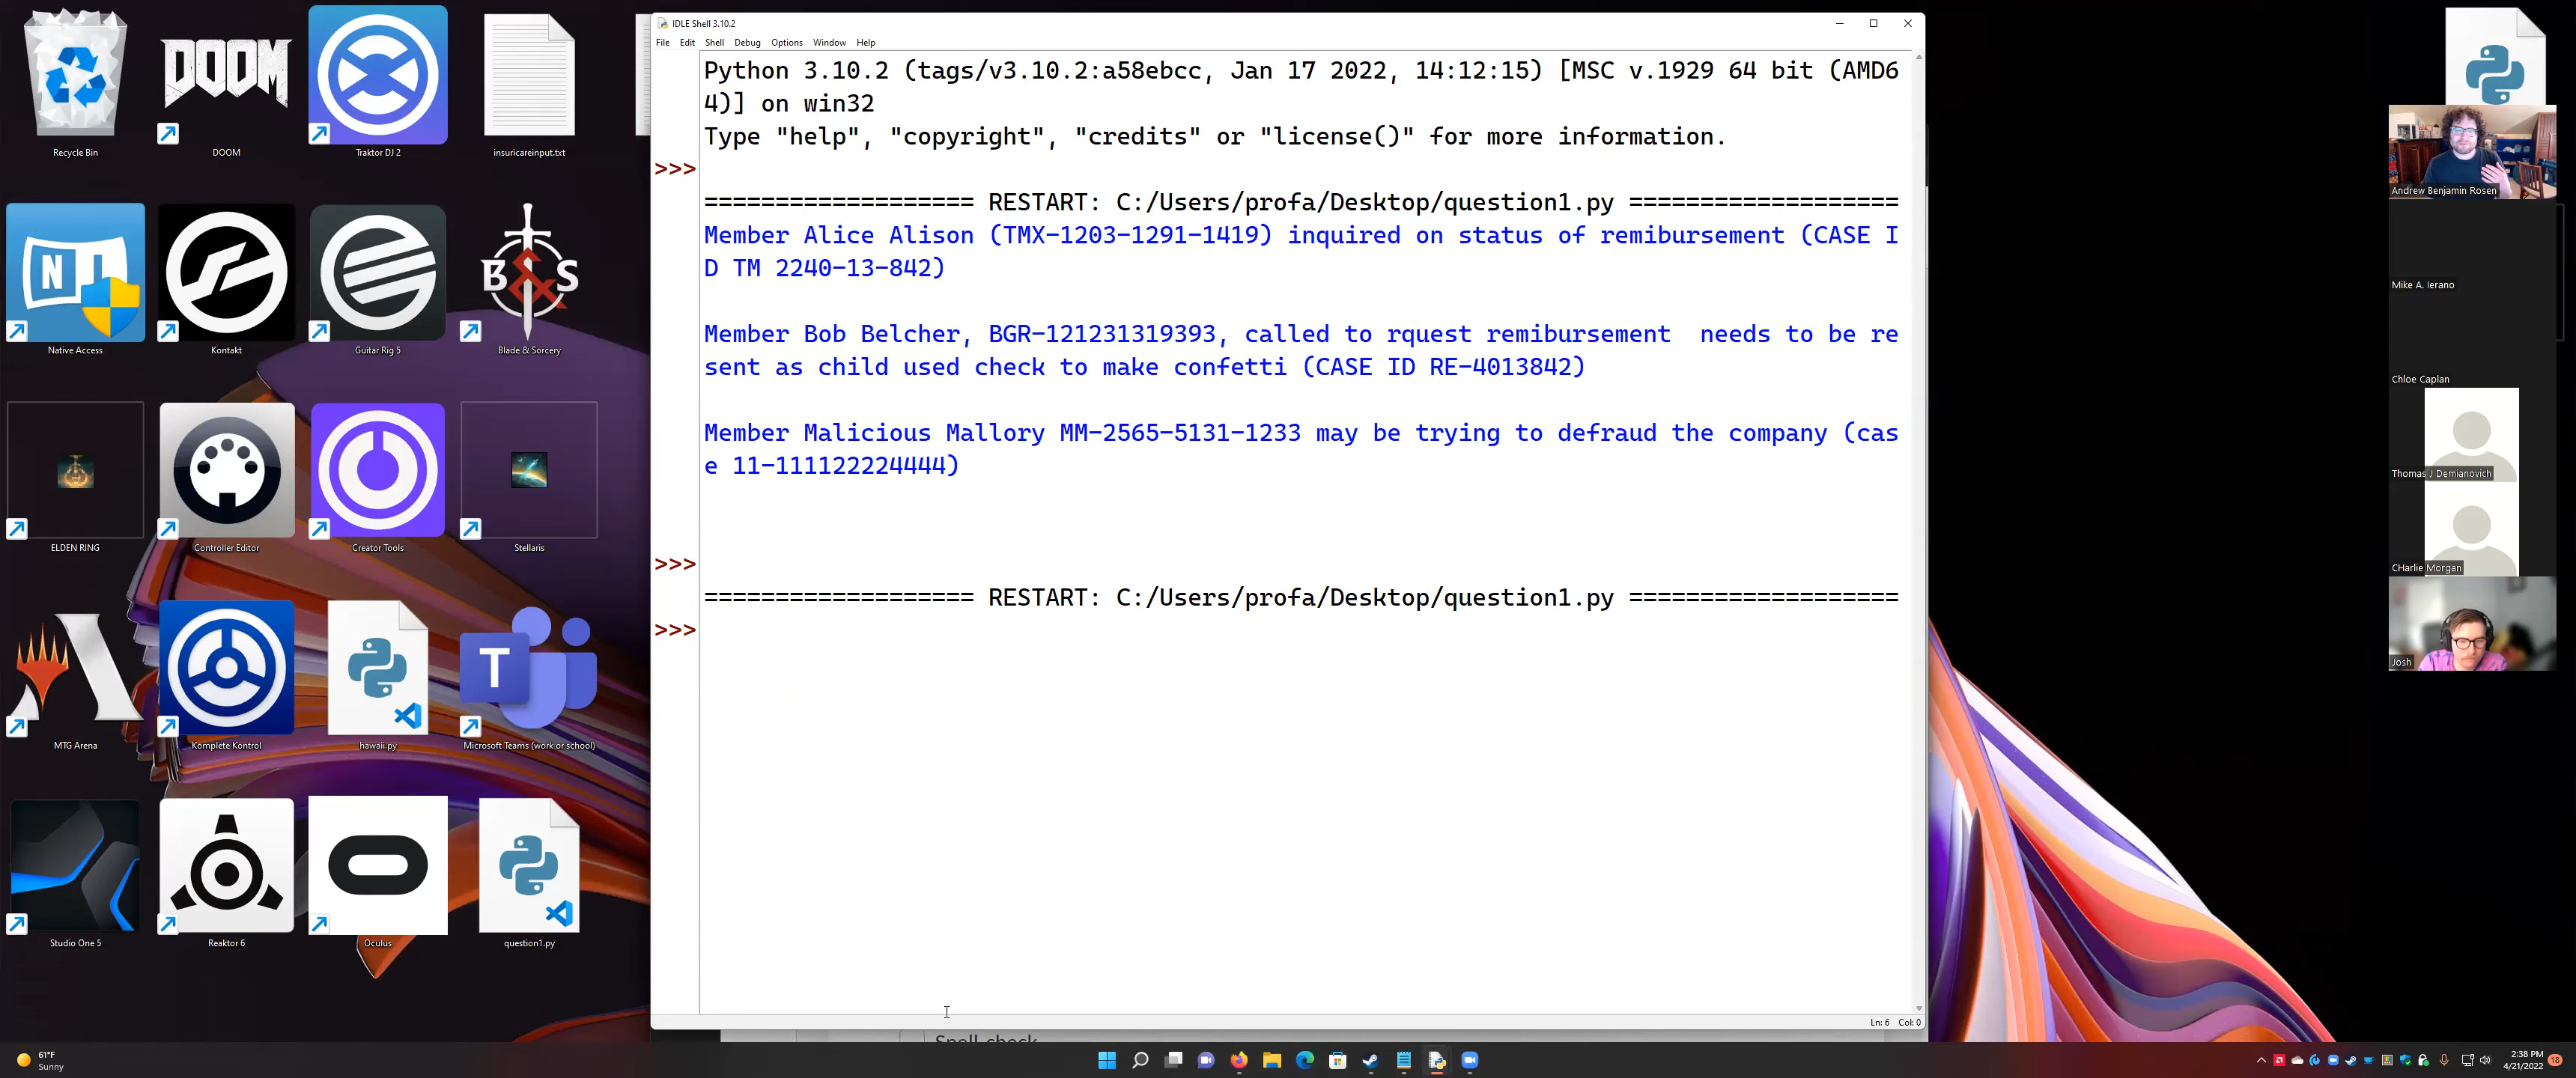 IDLE Shell 3.10.2
File Edit Shell Debug Options Window Help
Python 3.10.2 (tags/v3.10.2:a58ebcc, Jan 17 2022, 14:12:15) [MSC v.1929 64 bit (AMD6
4)] on win32
Type "help", "copyright", "credits" or "license()" for more information.
>>>
=================== RESTART: C:/Users/profa/Desktop/question1.py ===================
Member Alice Alison (TMX-1203-1291-1419) inquired on status of remibursement (CASE I
D TM 2240-13-842)
Member Bob Belcher, BGR-121231319393, called to rquest remibursement  needs to be re
sent as child used check to make confetti (CASE ID RE-4013842)
Member Malicious Mallory MM-2565-5131-1233 may be trying to defraud the company (cas
e 11-111122224444)
>>>
=================== RESTART: C:/Users/profa/Desktop/question1.py ===================
>>>
Ln: 6 Col: 0
DOOM
Recycle Bin
DOOM
Traktor DJ 2
insuricareinput.txt
N I
B & S
Native Access
Kontakt
Guitar Rig 5
Blade & Sorcery
ELDEN RING
Controller Editor
Creator Tools
Stellaris
T
MTG Arena
Komplete Kontrol
hawaii.py
Microsoft Teams (work or school)
Studio One 5
Reaktor 6
Oculus
question1.py
Andrew Benjamin Rosen
Mike A. Ierano
Chloe Caplan
Thomas J Demianovich
CHarlie Morgan
Josh
Spell check
61°F
Sunny
2:38 PM
4/21/2022
18